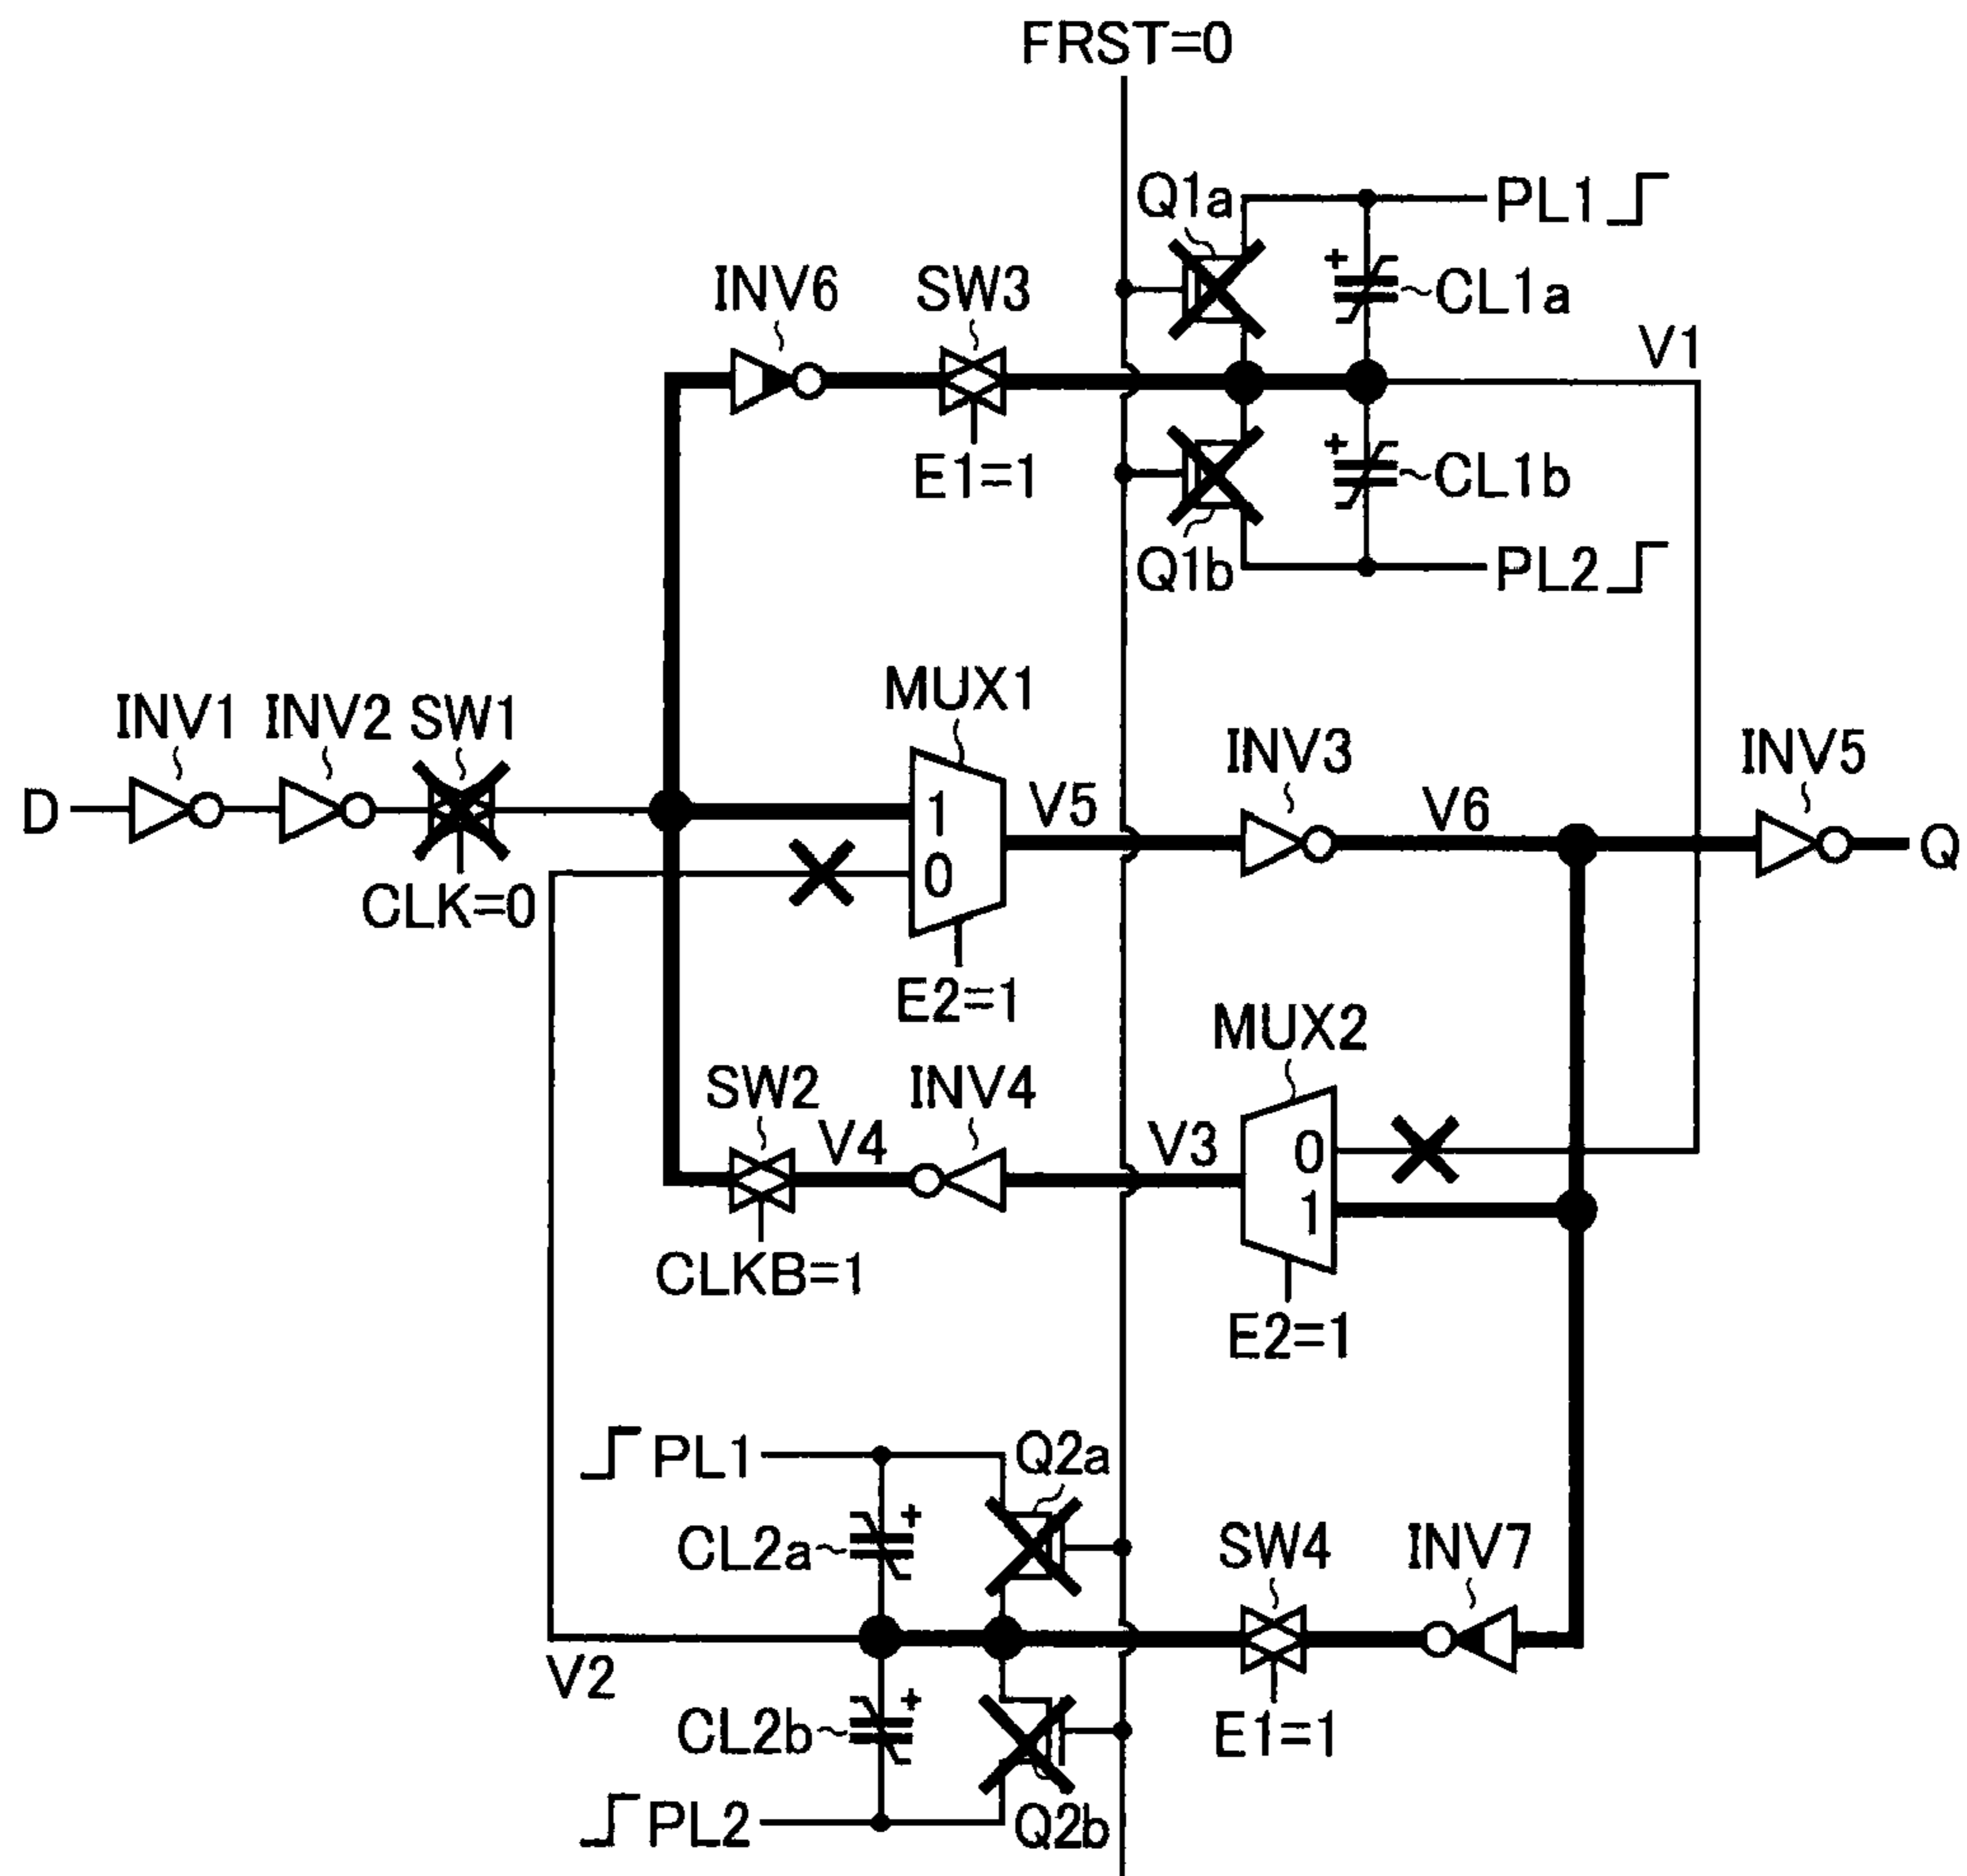 FRST=0
Q1a
PL1
INV6
SW3
+
CL1a
V1
E1=1
+
CL1b
Q1b
PL2
INV1
INV2
SW1
MUX1
INV3
INV5
D
1
V5
V6
Q
0
CLK=0
E2=1
MUX2
SW2
INV4
V4
V3
0
1
CLKB=1
E2=1
PL1
Q2a
+
CL2a
SW4
INV7
V2
+
CL2b
E1=1
PL2
Q2b